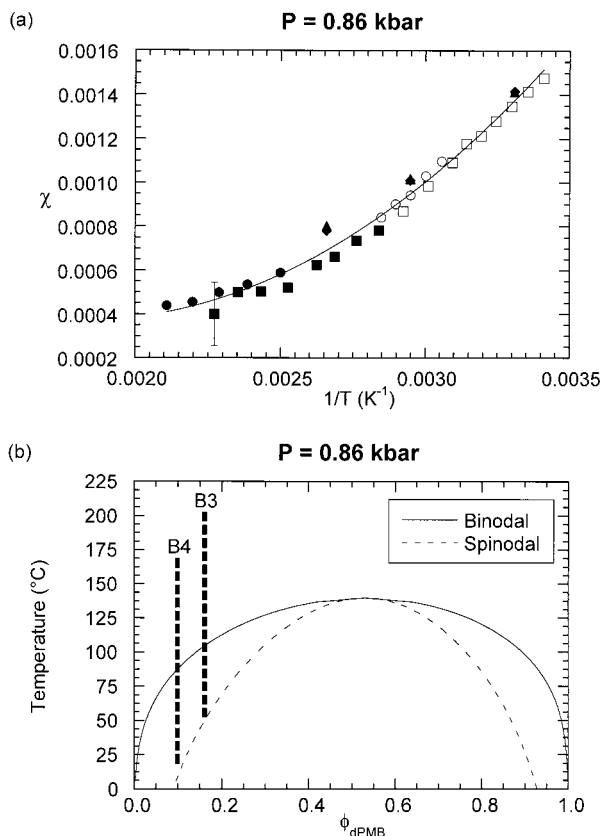 (a)
P = 0.86 kbar
0.0016
0.0014
0.0012
0.0010
0.0008
0.0006
0.0004
0.0002
χ
0.0020
0.0025
0.0030
0.0035
1/T (K⁻¹)
(b)
P = 0.86 kbar
225
200
175
150
125
100
75
50
25
0
Temperature (°C)
B3
B4
Binodal
Spinodal
0.0
0.2
0.4
0.6
0.8
1.0
ϕdPMB